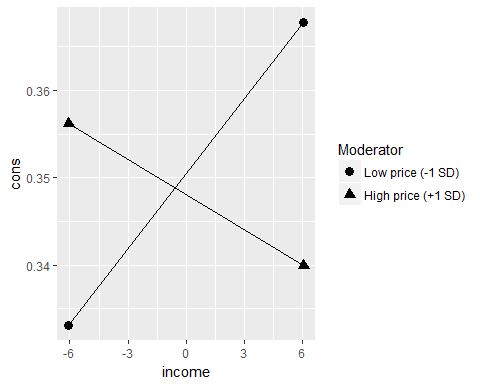 cons
0.36
0.35
0.34
-6
-3
0
3
6
income
Moderator
Low price (-1 SD)
High price (+1 SD)